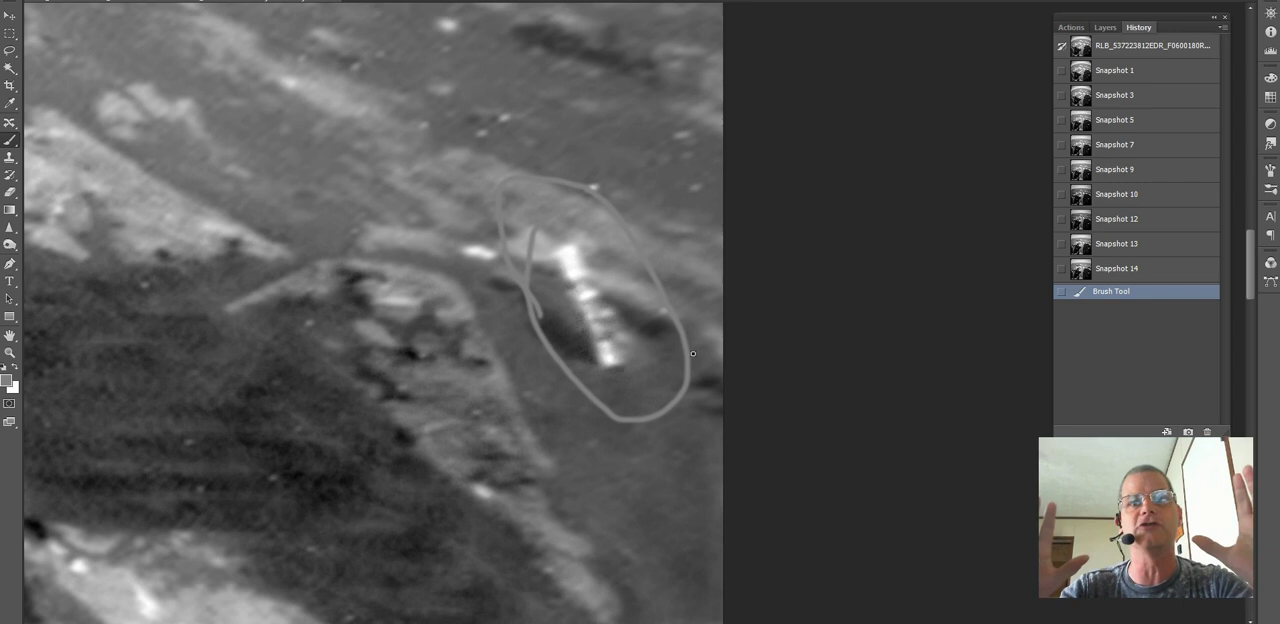 Actions Layers History
RLB_537223812EDR_F0600180R...
Snapshot 1
Snapshot 3
Snapshot 5
Snapshot 7
Snapshot 9
Snapshot 10
Snapshot 12
Snapshot 13
Snapshot 14
Brush Tool